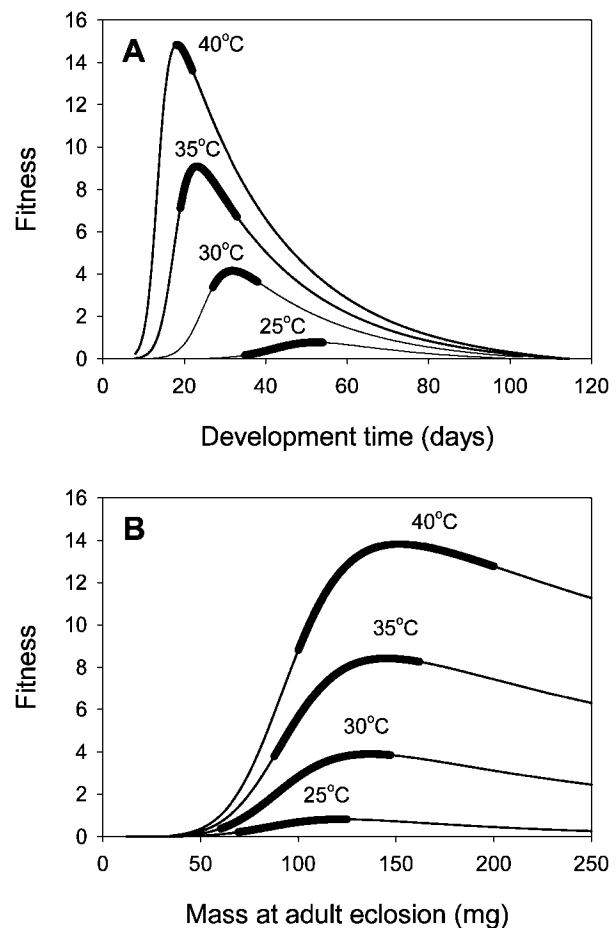 A
16
14
12
10
8
6
4
2
0
Fitness
40°C
35°C
30°C
25°C
0 20 40 60 80 100 120
Development time (days)
B
16
14
12
10
8
6
4
2
0
Fitness
40°C
35°C
30°C
25°C
0 50 100 150 200 250
Mass at adult eclosion (mg)